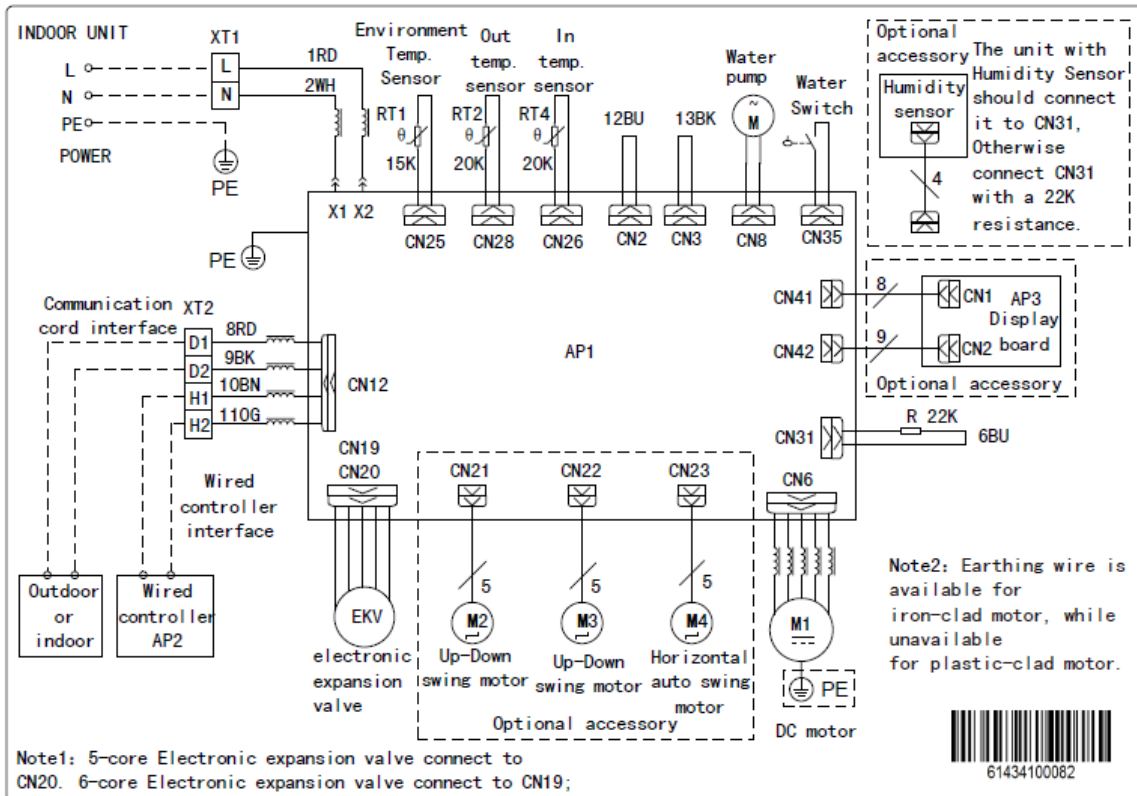 INDOOR UNIT
L
N
PE
POWER
XT1
L
N
1RD
2WH
PE
PE
X1 X2
Environment
Temp.
Sensor
RT1
θ
15K
CN25
Out
temp.
sensor
RT2
θ
20K
CN28
In
temp.
sensor
RT4
θ
20K
CN26
12BU
CN2
13BK
CN3
Water
pump
~
M
CN8
Water
Switch
CN35
Optional
accessory
Humidity
sensor
4
The unit with
Humidity Sensor
should connect
it to CN31,
Otherwise
connect CN31
with a 22K
resistance.
Communication
cord interface
XT2
D1
D2
H1
H2
8RD
9BK
10BN
11OG
CN12
AP1
CN41
8
CN1
CN42
9
CN2
AP3
Display
board
Optional accessory
CN31
R 22K
6BU
Wired
controller
interface
Outdoor
or
indoor
Wired
controller
AP2
CN19
CN20
EKV
electronic
expansion
valve
CN21
5
M2
Up-Down
swing motor
CN22
5
M3
Up-Down
swing motor
CN23
5
M4
Horizontal
auto swing
motor
Optional accessory
CN6
M1
PE
DC motor
Note2: Earthing wire is
available for
iron-clad motor, while
unavailable
for plastic-clad motor.
Note1: 5-core Electronic expansion valve connect to
CN20. 6-core Electronic expansion valve connect to CN19;
61434100082